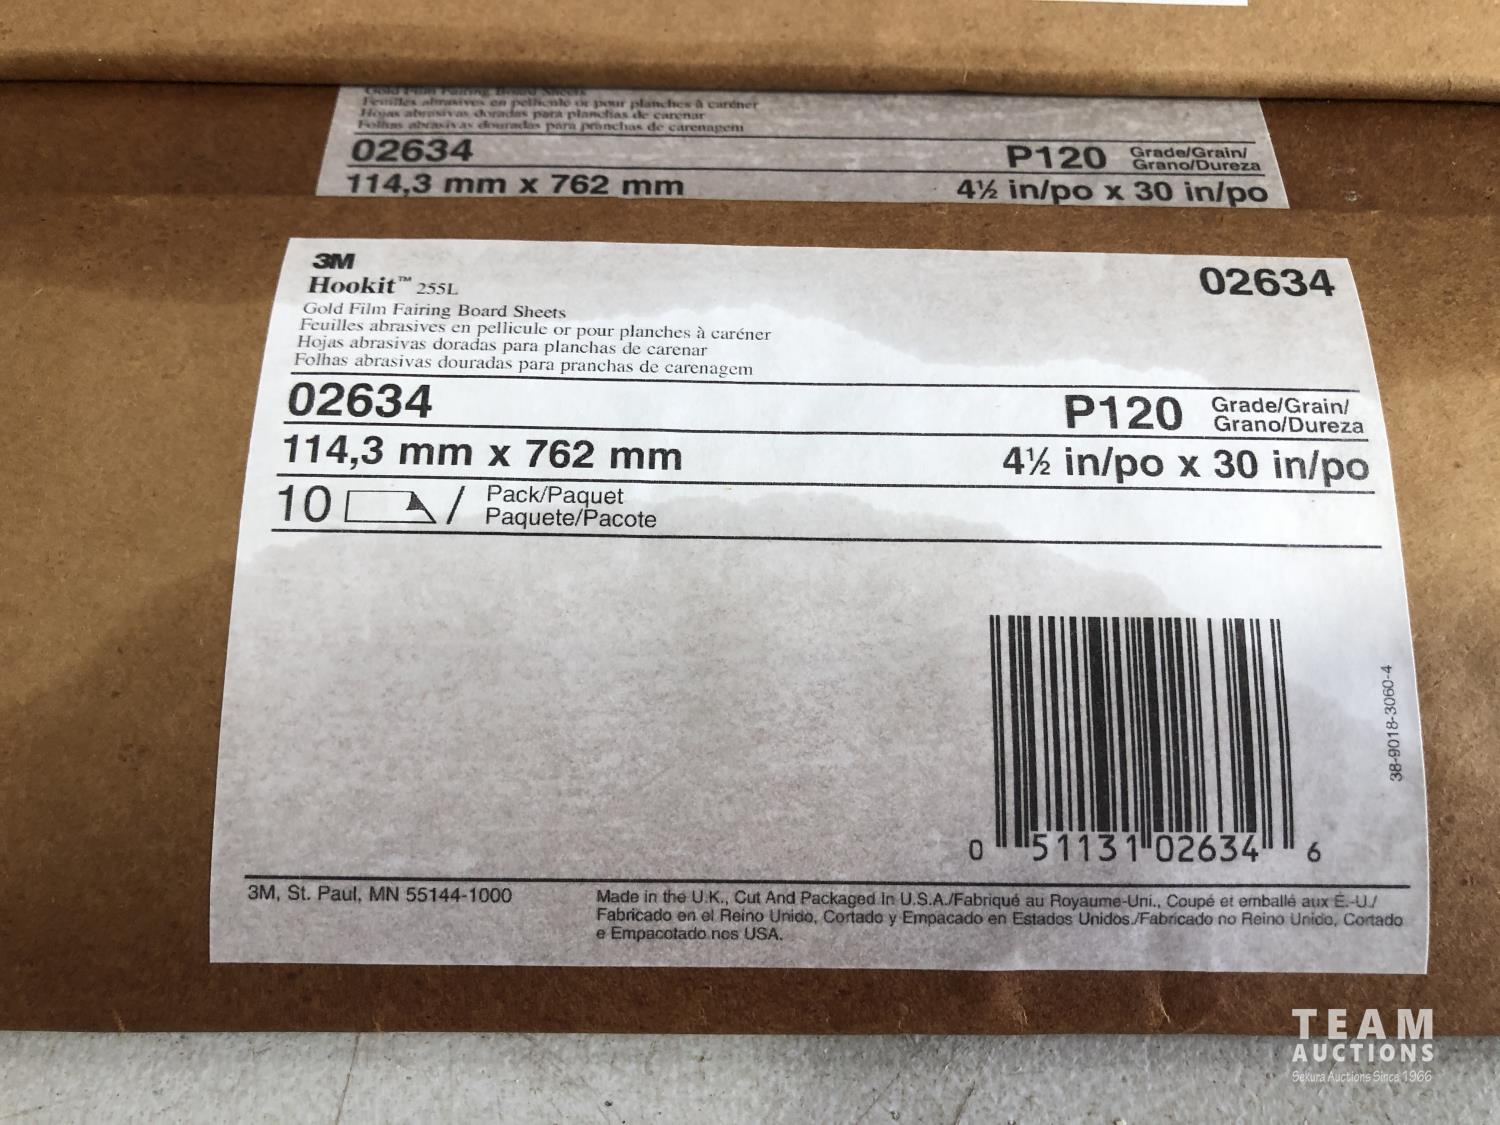 Gold Film Fairing Board Sheets
Feuilles abrasives en pellicule or pour planches à caréner
Hojas abrasivas doradas para planchas de carenar
Folhas abrasivas douradas para pranchas de carenagem
02634 P120 Grade/Grain/
Grano/Dureza
114,3 mm x 762 mm 4½ in/po x 30 in/po
3M
Hookit™ 255L
02634
Gold Film Fairing Board Sheets
Feuilles abrasives en pellicule or pour planches à caréner
Hojas abrasivas doradas para planchas de carenar
Folhas abrasivas douradas para pranchas de carenagem
02634 P120 Grade/Grain/
Grano/Dureza
114,3 mm x 762 mm 4½ in/po x 30 in/po
10 / Pack/Paquet
Paquete/Pacote
38-9018-3060-4
0 51131 02634 6
3M, St. Paul, MN 55144-1000
Made in the U.K., Cut And Packaged In U.S.A./Fabriqué au Royaume-Uni., Coupé et emballé aux É.-U./
Fabricado en el Reino Unido, Cortado y Empacado en Estados Unidos./Fabricado no Reino Unido, Cortado
e Empacotado nos USA.
TEAM
AUCTIONS
Sekura Auctions Since 1966